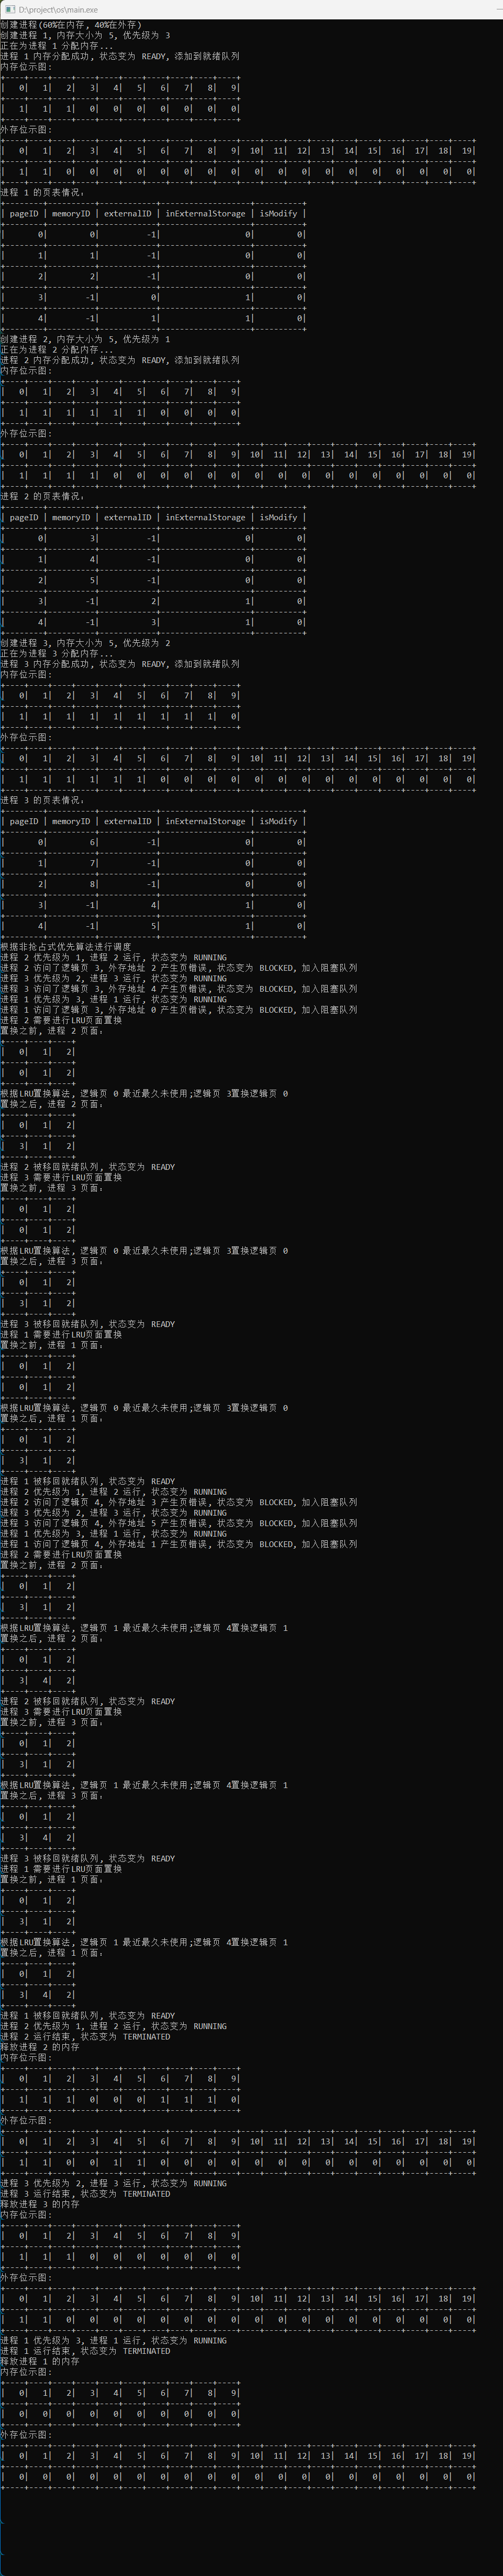 D:\project\os\main.exe
创建进程(60%在内存, 40%在外存)
创建进程 1, 内存大小为 5, 优先级为 3
正在为进程 1 分配内存...
进程 1 内存分配成功, 状态变为 READY, 添加到就绪队列
内存位示图:
| 0| 1| 2| 3| 4| 5| 6| 7| 8| 9|
| 1| 1| 1| 0| 0| 0| 0| 0| 0| 0|
外存位示图:
| 0| 1| 2| 3| 4| 5| 6| 7| 8| 9| 10| 11| 12| 13| 14| 15| 16| 17| 18| 19|
| 1| 1| 0| 0| 0| 0| 0| 0| 0| 0| 0| 0| 0| 0| 0| 0| 0| 0| 0| 0|
进程 1 的页表情况:
| pageID | memoryID | externalID | inExternalStorage | isModify |
| 0| 0| -1| 0| 0|
| 1| 1| -1| 0| 0|
| 2| 2| -1| 0| 0|
| 3| -1| 0| 1| 0|
| 4| -1| 1| 1| 0|
创建进程 2, 内存大小为 5, 优先级为 1
正在为进程 2 分配内存...
进程 2 内存分配成功, 状态变为 READY, 添加到就绪队列
内存位示图:
| 0| 1| 2| 3| 4| 5| 6| 7| 8| 9|
| 1| 1| 1| 1| 1| 1| 0| 0| 0| 0|
外存位示图:
| 0| 1| 2| 3| 4| 5| 6| 7| 8| 9| 10| 11| 12| 13| 14| 15| 16| 17| 18| 19|
| 1| 1| 1| 1| 0| 0| 0| 0| 0| 0| 0| 0| 0| 0| 0| 0| 0| 0| 0| 0|
进程 2 的页表情况:
| pageID | memoryID | externalID | inExternalStorage | isModify |
| 0| 3| -1| 0| 0|
| 1| 4| -1| 0| 0|
| 2| 5| -1| 0| 0|
| 3| -1| 2| 1| 0|
| 4| -1| 3| 1| 0|
创建进程 3, 内存大小为 5, 优先级为 2
正在为进程 3 分配内存...
进程 3 内存分配成功, 状态变为 READY, 添加到就绪队列
内存位示图:
| 0| 1| 2| 3| 4| 5| 6| 7| 8| 9|
| 1| 1| 1| 1| 1| 1| 1| 1| 1| 0|
外存位示图:
| 0| 1| 2| 3| 4| 5| 6| 7| 8| 9| 10| 11| 12| 13| 14| 15| 16| 17| 18| 19|
| 1| 1| 1| 1| 1| 1| 0| 0| 0| 0| 0| 0| 0| 0| 0| 0| 0| 0| 0| 0|
进程 3 的页表情况:
| pageID | memoryID | externalID | inExternalStorage | isModify |
| 0| 6| -1| 0| 0|
| 1| 7| -1| 0| 0|
| 2| 8| -1| 0| 0|
| 3| -1| 4| 1| 0|
| 4| -1| 5| 1| 0|
根据非抢占式优先算法进行调度
进程 2 优先级为 1, 进程 2 运行, 状态变为 RUNNING
进程 2 访问了逻辑页 3, 外存地址 2 产生页错误, 状态变为 BLOCKED, 加入阻塞队列
进程 3 优先级为 2, 进程 3 运行, 状态变为 RUNNING
进程 3 访问了逻辑页 3, 外存地址 4 产生页错误, 状态变为 BLOCKED, 加入阻塞队列
进程 1 优先级为 3, 进程 1 运行, 状态变为 RUNNING
进程 1 访问了逻辑页 3, 外存地址 0 产生页错误, 状态变为 BLOCKED, 加入阻塞队列
进程 2 需要进行LRU页面置换
置换之前, 进程 2 页面:
| 0| 1| 2|
| 0| 1| 2|
根据LRU置换算法, 逻辑页 0 最近最久未使用;逻辑页 3置换逻辑页 0
置换之后, 进程 2 页面:
| 0| 1| 2|
| 3| 1| 2|
进程 2 被移回就绪队列, 状态变为 READY
进程 3 需要进行LRU页面置换
置换之前, 进程 3 页面:
| 0| 1| 2|
| 0| 1| 2|
根据LRU置换算法, 逻辑页 0 最近最久未使用;逻辑页 3置换逻辑页 0
置换之后, 进程 3 页面:
| 0| 1| 2|
| 3| 1| 2|
进程 3 被移回就绪队列, 状态变为 READY
进程 1 需要进行LRU页面置换
置换之前, 进程 1 页面:
| 0| 1| 2|
| 0| 1| 2|
根据LRU置换算法, 逻辑页 0 最近最久未使用;逻辑页 3置换逻辑页 0
置换之后, 进程 1 页面:
| 0| 1| 2|
| 3| 1| 2|
进程 1 被移回就绪队列, 状态变为 READY
进程 2 优先级为 1, 进程 2 运行, 状态变为 RUNNING
进程 2 访问了逻辑页 4, 外存地址 3 产生页错误, 状态变为 BLOCKED, 加入阻塞队列
进程 3 优先级为 2, 进程 3 运行, 状态变为 RUNNING
进程 3 访问了逻辑页 4, 外存地址 5 产生页错误, 状态变为 BLOCKED, 加入阻塞队列
进程 1 优先级为 3, 进程 1 运行, 状态变为 RUNNING
进程 1 访问了逻辑页 4, 外存地址 1 产生页错误, 状态变为 BLOCKED, 加入阻塞队列
进程 2 需要进行LRU页面置换
置换之前, 进程 2 页面:
| 0| 1| 2|
| 3| 1| 2|
根据LRU置换算法, 逻辑页 1 最近最久未使用;逻辑页 4置换逻辑页 1
置换之后, 进程 2 页面:
| 0| 1| 2|
| 3| 4| 2|
进程 2 被移回就绪队列, 状态变为 READY
进程 3 需要进行LRU页面置换
置换之前, 进程 3 页面:
| 0| 1| 2|
| 3| 1| 2|
根据LRU置换算法, 逻辑页 1 最近最久未使用;逻辑页 4置换逻辑页 1
置换之后, 进程 3 页面:
| 0| 1| 2|
| 3| 4| 2|
进程 3 被移回就绪队列, 状态变为 READY
进程 1 需要进行LRU页面置换
置换之前, 进程 1 页面:
| 0| 1| 2|
| 3| 1| 2|
根据LRU置换算法, 逻辑页 1 最近最久未使用;逻辑页 4置换逻辑页 1
置换之后, 进程 1 页面:
| 0| 1| 2|
| 3| 4| 2|
进程 1 被移回就绪队列, 状态变为 READY
进程 2 优先级为 1, 进程 2 运行, 状态变为 RUNNING
进程 2 运行结束, 状态变为 TERMINATED
释放进程 2 的内存
内存位示图:
| 0| 1| 2| 3| 4| 5| 6| 7| 8| 9|
| 1| 1| 1| 0| 0| 0| 1| 1| 1| 0|
外存位示图:
| 0| 1| 2| 3| 4| 5| 6| 7| 8| 9| 10| 11| 12| 13| 14| 15| 16| 17| 18| 19|
| 1| 1| 0| 0| 1| 1| 0| 0| 0| 0| 0| 0| 0| 0| 0| 0| 0| 0| 0| 0|
进程 3 优先级为 2, 进程 3 运行, 状态变为 RUNNING
进程 3 运行结束, 状态变为 TERMINATED
释放进程 3 的内存
内存位示图:
| 0| 1| 2| 3| 4| 5| 6| 7| 8| 9|
| 1| 1| 1| 0| 0| 0| 0| 0| 0| 0|
外存位示图:
| 0| 1| 2| 3| 4| 5| 6| 7| 8| 9| 10| 11| 12| 13| 14| 15| 16| 17| 18| 19|
| 1| 1| 0| 0| 0| 0| 0| 0| 0| 0| 0| 0| 0| 0| 0| 0| 0| 0| 0| 0|
进程 1 优先级为 3, 进程 1 运行, 状态变为 RUNNING
进程 1 运行结束, 状态变为 TERMINATED
释放进程 1 的内存
内存位示图:
| 0| 1| 2| 3| 4| 5| 6| 7| 8| 9|
| 0| 0| 0| 0| 0| 0| 0| 0| 0| 0|
外存位示图:
| 0| 1| 2| 3| 4| 5| 6| 7| 8| 9| 10| 11| 12| 13| 14| 15| 16| 17| 18| 19|
| 0| 0| 0| 0| 0| 0| 0| 0| 0| 0| 0| 0| 0| 0| 0| 0| 0| 0| 0| 0|